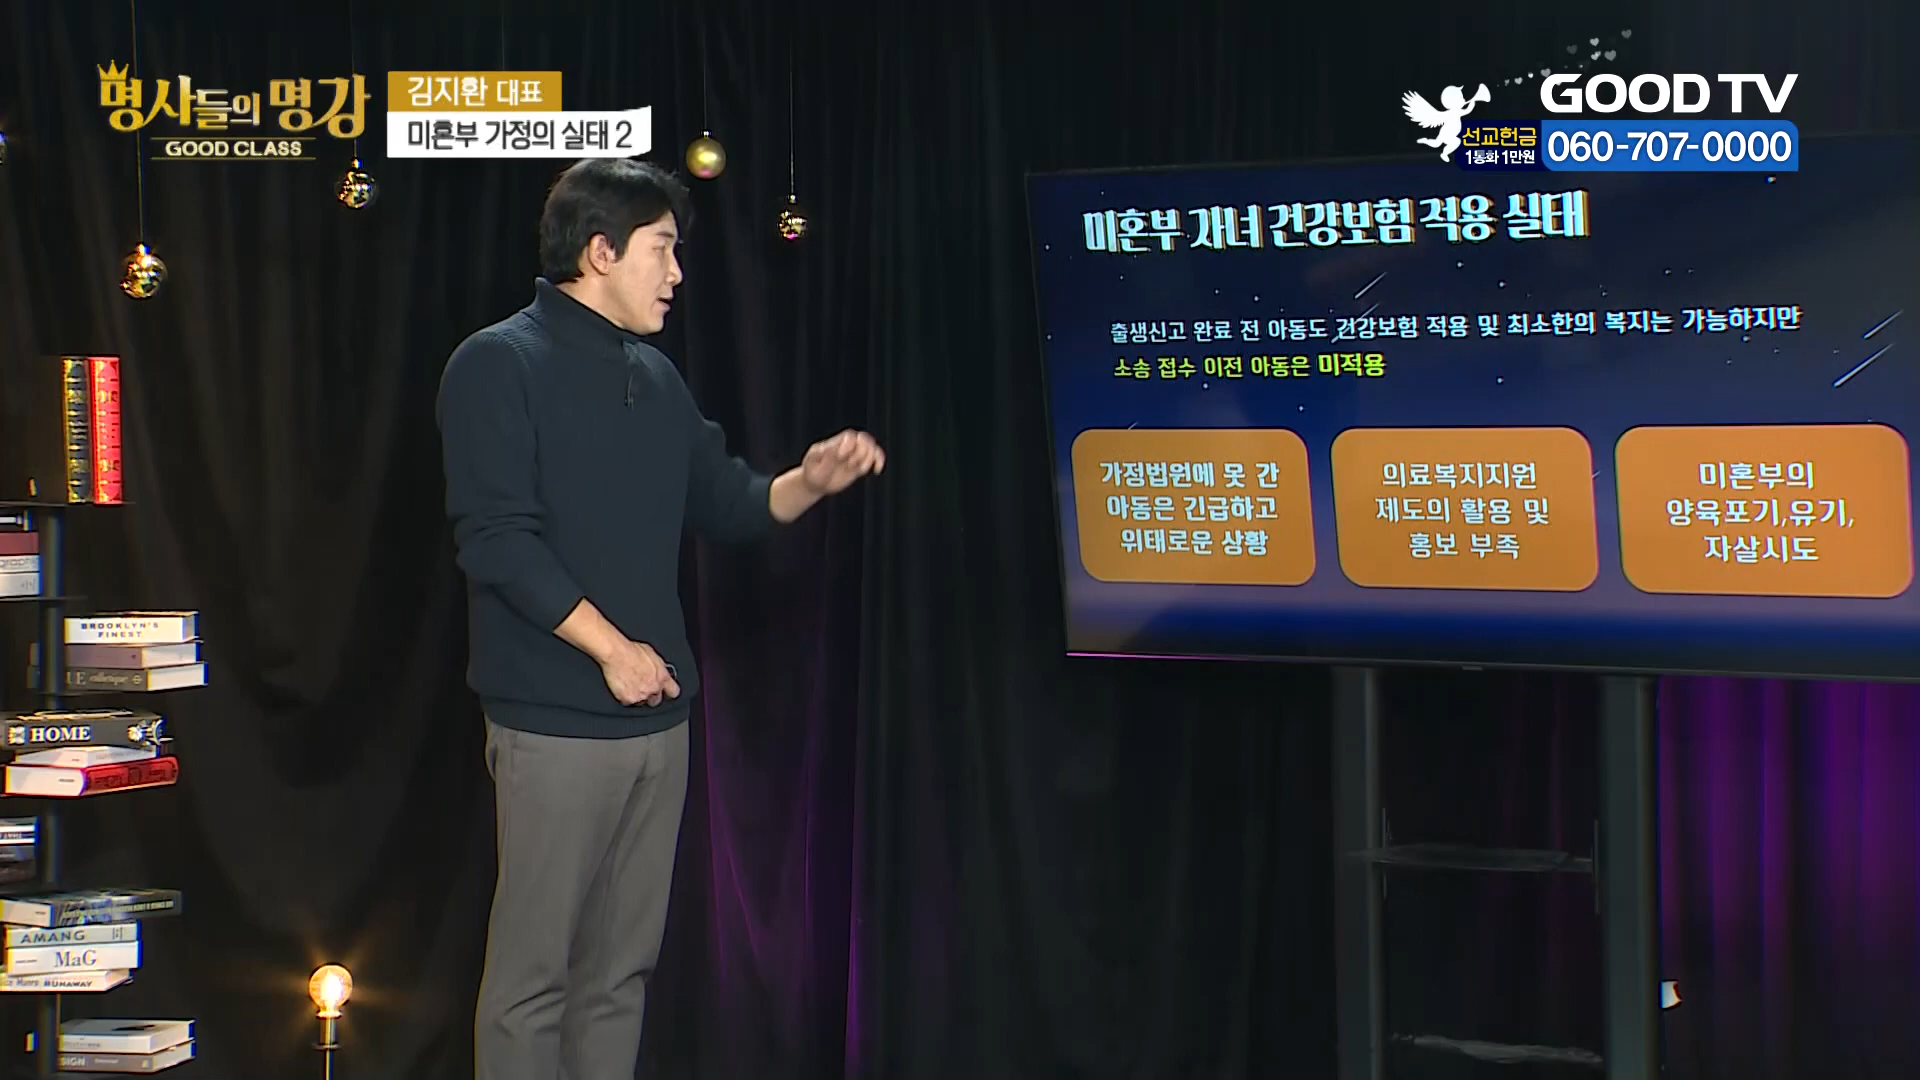 명사들의 명강
GOOD CLASS
김지환 대표
미혼부 가정의 실태 2
GOOD TV
선교헌금
1통화 1만원
060-707-0000
미혼부 자녀 건강보험 적용 실태
출생신고 완료 전 아동도 건강보험 적용 및 최소한의 복지는 가능하지만
소송 접수 이전 아동은 미적용
가정법원에 못 간
아동은 긴급하고
위태로운 상황
의료복지지원
제도의 활용 및
홍보 부족
미혼부의
양육포기,유기,
자살시도
BROOKLYN'S
FINEST
HOME
AMANG
MaG
RUNAWAY
SIGN